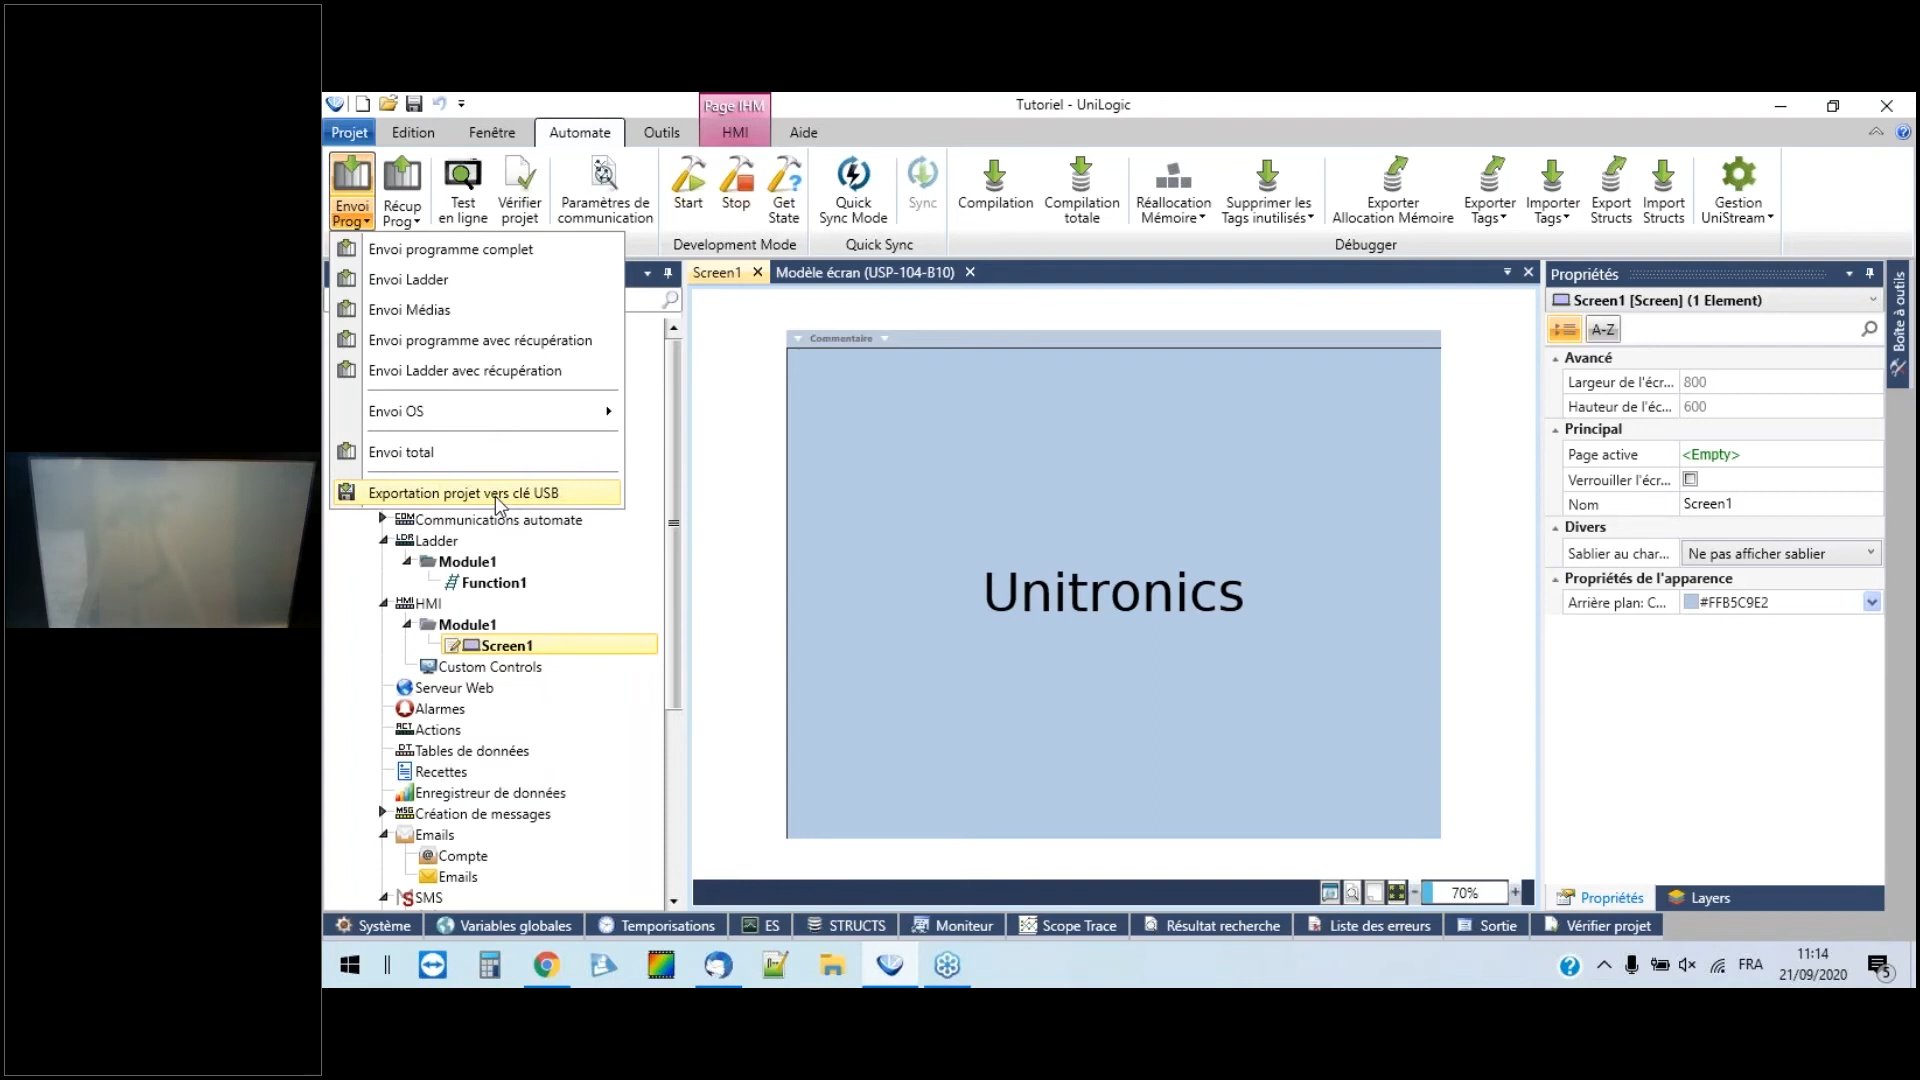 Tutoriel - UniLogic
Page IHM
Projet
Edition
Fenêtre
Automate
Outils
HMI
Aide
Envoi Prog
Récup Prog
Test en ligne
Vérifier projet
Paramètres de communication
Start
Stop
Get State
Quick Sync Mode
Sync
Compilation
Compilation totale
Réallocation Mémoire
Supprimer les Tags inutilisés
Exporter Allocation Mémoire
Exporter Tags
Importer Tags
Export Structs
Import Structs
Gestion UniStream
Development Mode
Quick Sync
Débugger
Envoi programme complet
Envoi Ladder
Envoi Médias
Envoi programme avec récupération
Envoi Ladder avec récupération
Envoi OS
Envoi total
Exportation projet vers clé USB
COM Communications automate
LDR Ladder
Module1
Function1
HMI HMI
Module1
Screen1
Custom Controls
Serveur Web
Alarmes
ACT Actions
DT Tables de données
Recettes
Enregistreur de données
MSG Création de messages
Emails
@ Compte
Emails
SMS
Screen1
Modèle écran (USP-104-B10)
Commentaire
Unitronics
70%
Propriétés
Screen1 [Screen] (1 Element)
A-Z
Avancé
Largeur de l'écr... 800
Hauteur de l'éc... 600
Principal
Page active <Empty>
Verrouiller l'écr...
Nom Screen1
Divers
Sablier au char... Ne pas afficher sablier
Propriétés de l'apparence
Arrière plan: C... #FFB5C9E2
Propriétés
Layers
Boîte à outils
Système
Variables globales
Temporisations
ES
STRUCTS
Moniteur
Scope Trace
Résultat recherche
Liste des erreurs
Sortie
Vérifier projet
FRA
11:14
21/09/2020
5